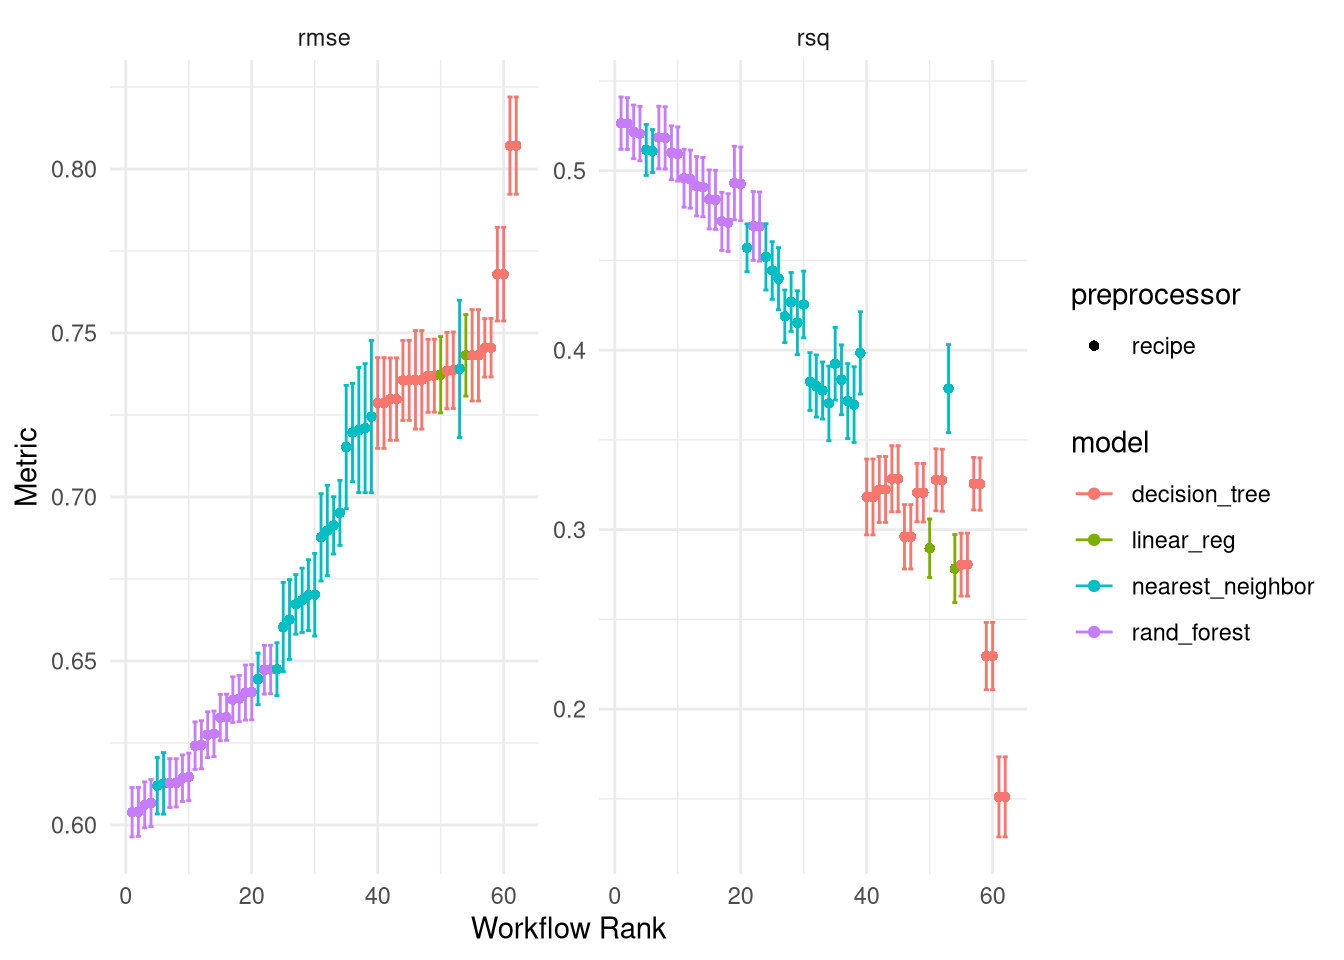 rmse
rsq
Metric
0.80
0.75
0.70
0.65
0.60
0.5
0.4
0.3
0.2
0
20
40
60
0
20
40
60
Workflow Rank
preprocessor
recipe
model
decision_tree
linear_reg
nearest_neighbor
rand_forest